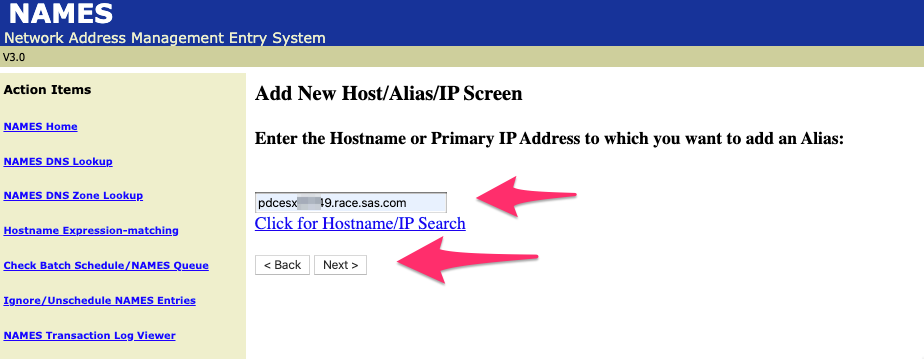 NAMES
Network Address Management Entry System
V3.0
Action Items
NAMES Home
NAMES DNS Lookup
NAMES DNS Zone Lookup
Hostname Expression-matching
Check Batch Schedule/NAMES Queue
Ignore/Unschedule NAMES Entries
NAMES Transaction Log Viewer
Add New Host/Alias/IP Screen
Enter the Hostname or Primary IP Address to which you want to add an Alias:
pdcesx 49.race.sas.com
Click for Hostname/IP Search
< Back Next >